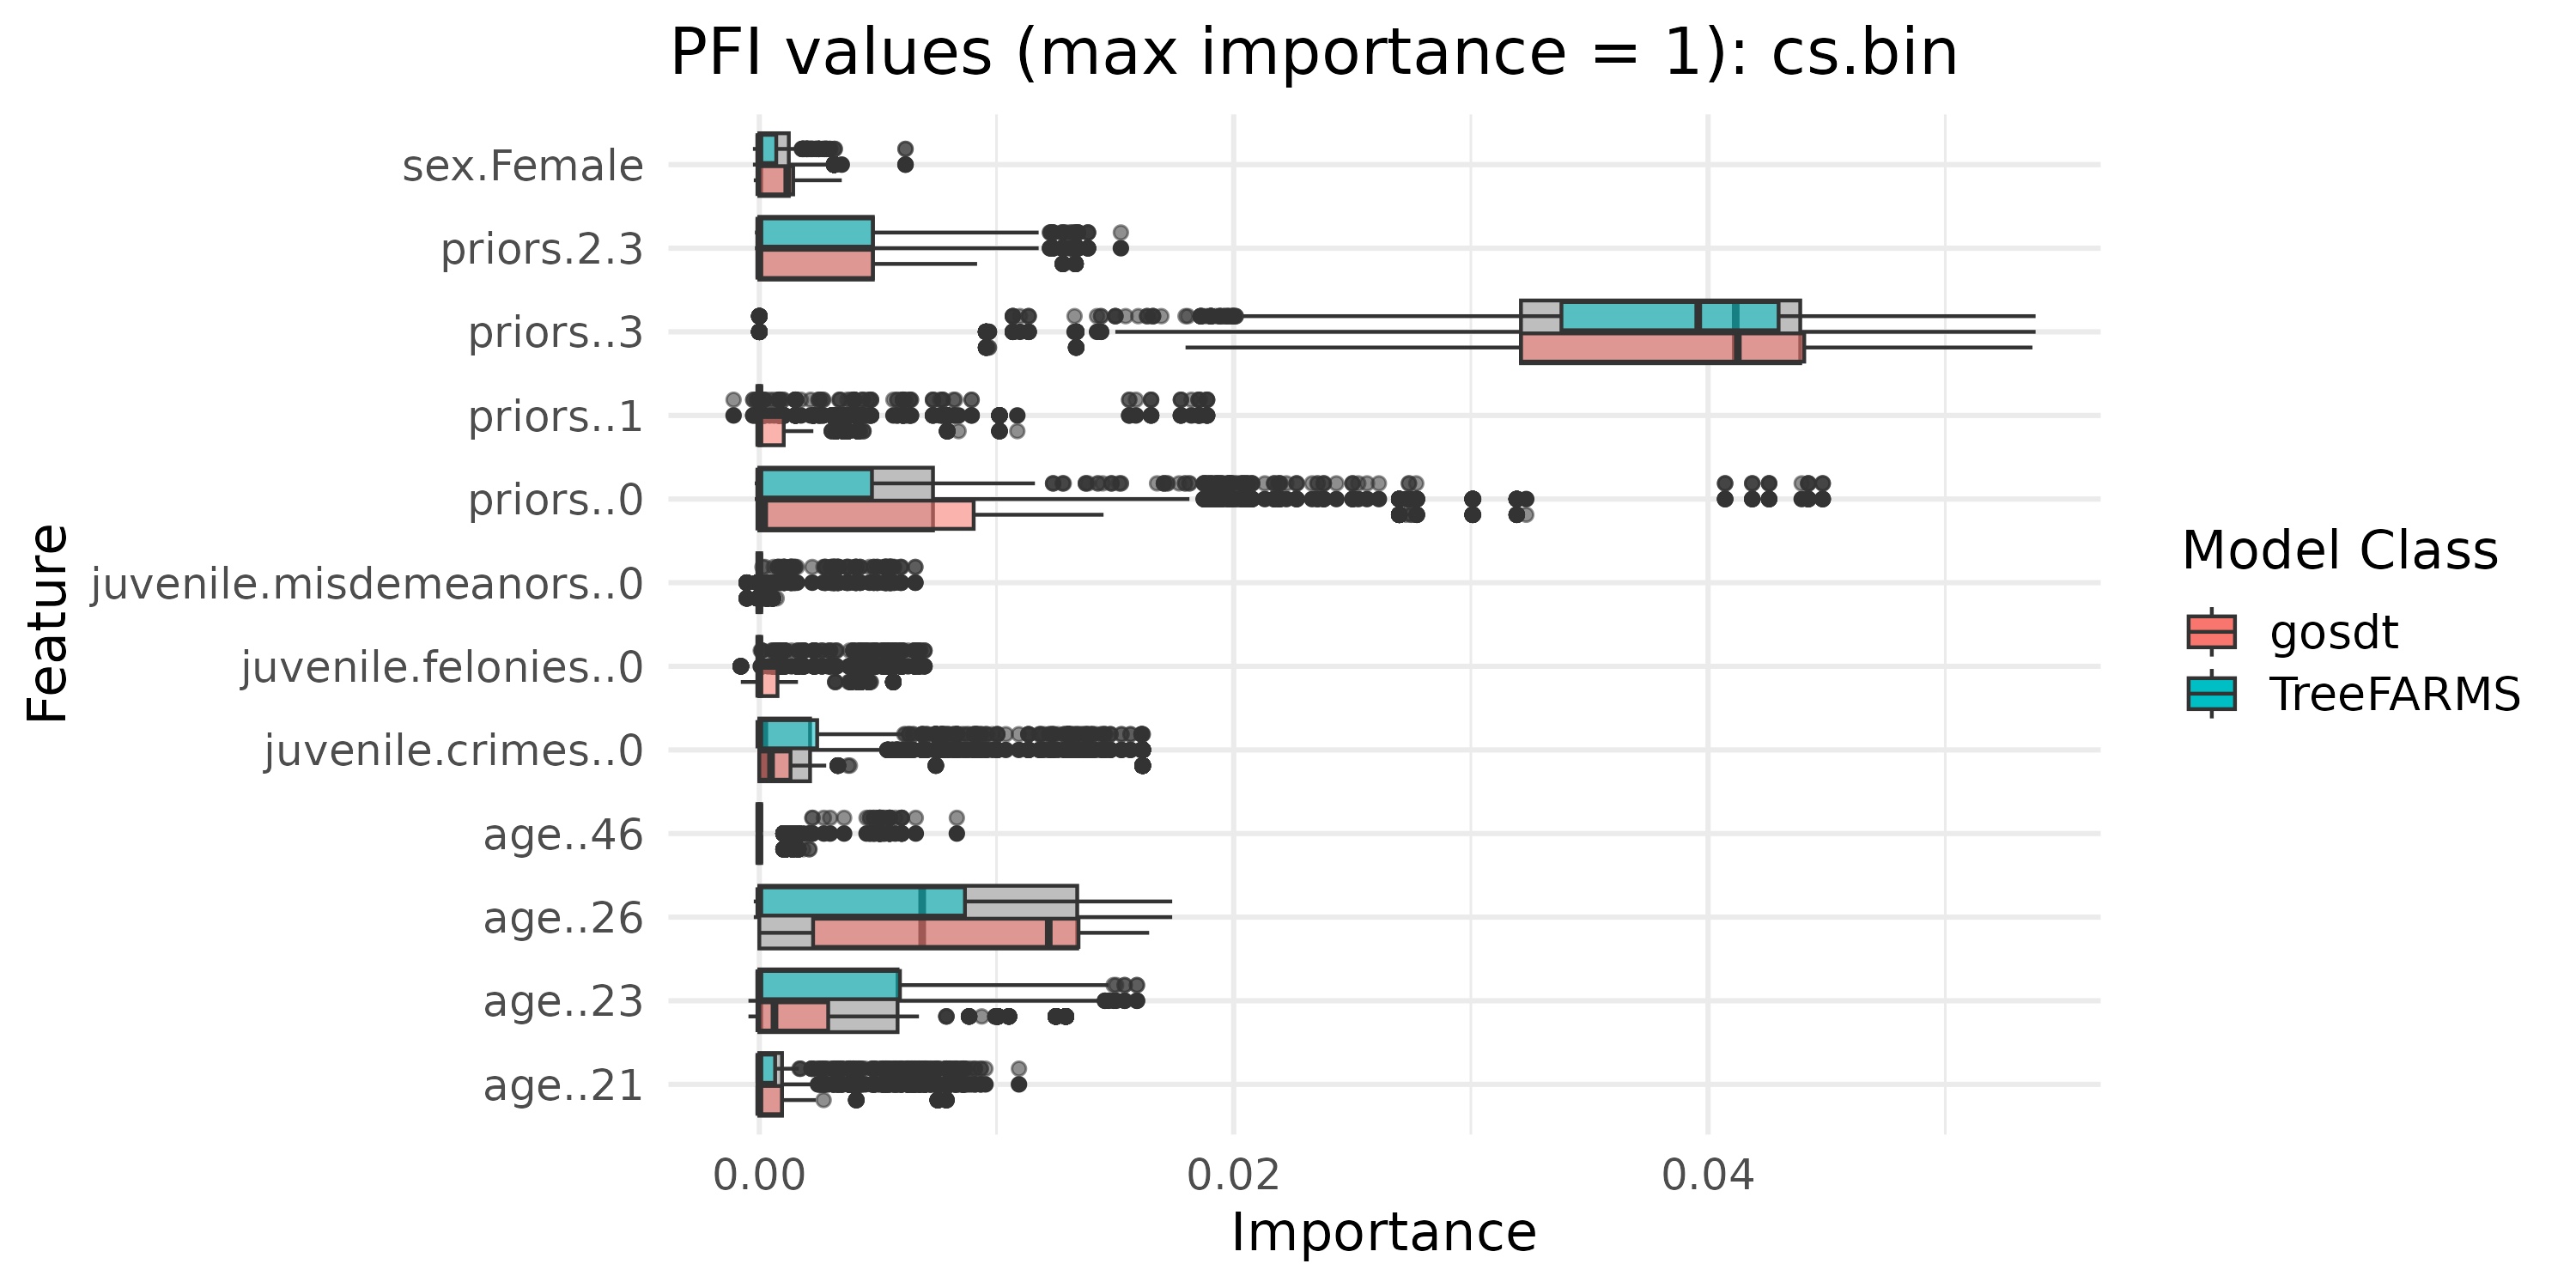 PFI values (max importance = 1): cs.bin
Feature
sex.Female
priors.2.3
priors..3
priors..1
priors..0
juvenile.misdemeanors..0
juvenile.felonies..0
juvenile.crimes..0
age..46
age..26
age..23
age..21
0.00 0.02 0.04
Importance
Model Class
gosdt
TreeFARMS